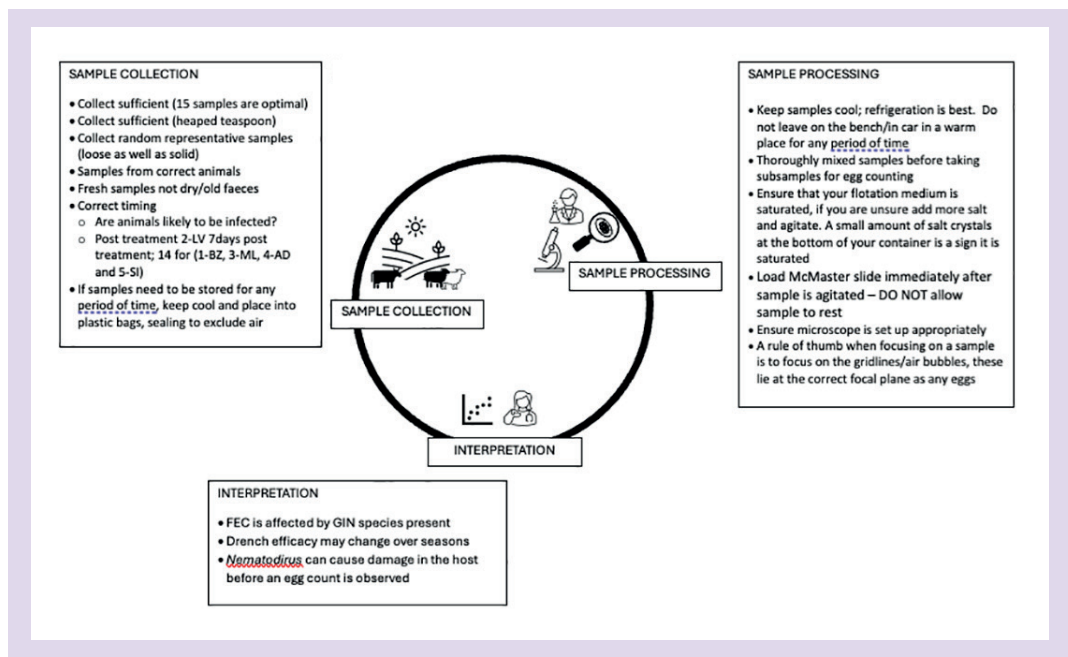 SAMPLE COLLECTION
• Collect sufficient (15 samples are optimal)
• Collect sufficient (heaped teaspoon)
• Collect random representative samples
(loose as well as solid)
• Samples from correct animals
• Fresh samples not dry/old faeces
• Correct timing
o Are animals likely to be infected?
o Post treatment 2-LV 7days post
treatment; 14 for (1-BZ, 3-ML, 4-AD
and 5-SI)
• If samples need to be stored for any
period of time, keep cool and place into
plastic bags, sealing to exclude air
SAMPLE PROCESSING
• Keep samples cool; refrigeration is best. Do
not leave on the bench/in car in a warm
place for any period of time
• Thoroughly mixed samples before taking
subsamples for egg counting
• Ensure that your flotation medium is
saturated, if you are unsure add more salt
and agitate. A small amount of salt crystals
at the bottom of your container is a sign it is
saturated
• Load McMaster slide immediately after
sample is agitated – DO NOT allow
sample to rest
• Ensure microscope is set up appropriately
• A rule of thumb when focusing on a sample
is to focus on the gridlines/air bubbles, these
lie at the correct focal plane as any eggs
SAMPLE PROCESSING
SAMPLE COLLECTION
INTERPRETATION
INTERPRETATION
• FEC is affected by GIN species present
• Drench efficacy may change over seasons
• Nematodirus can cause damage in the host
before an egg count is observed